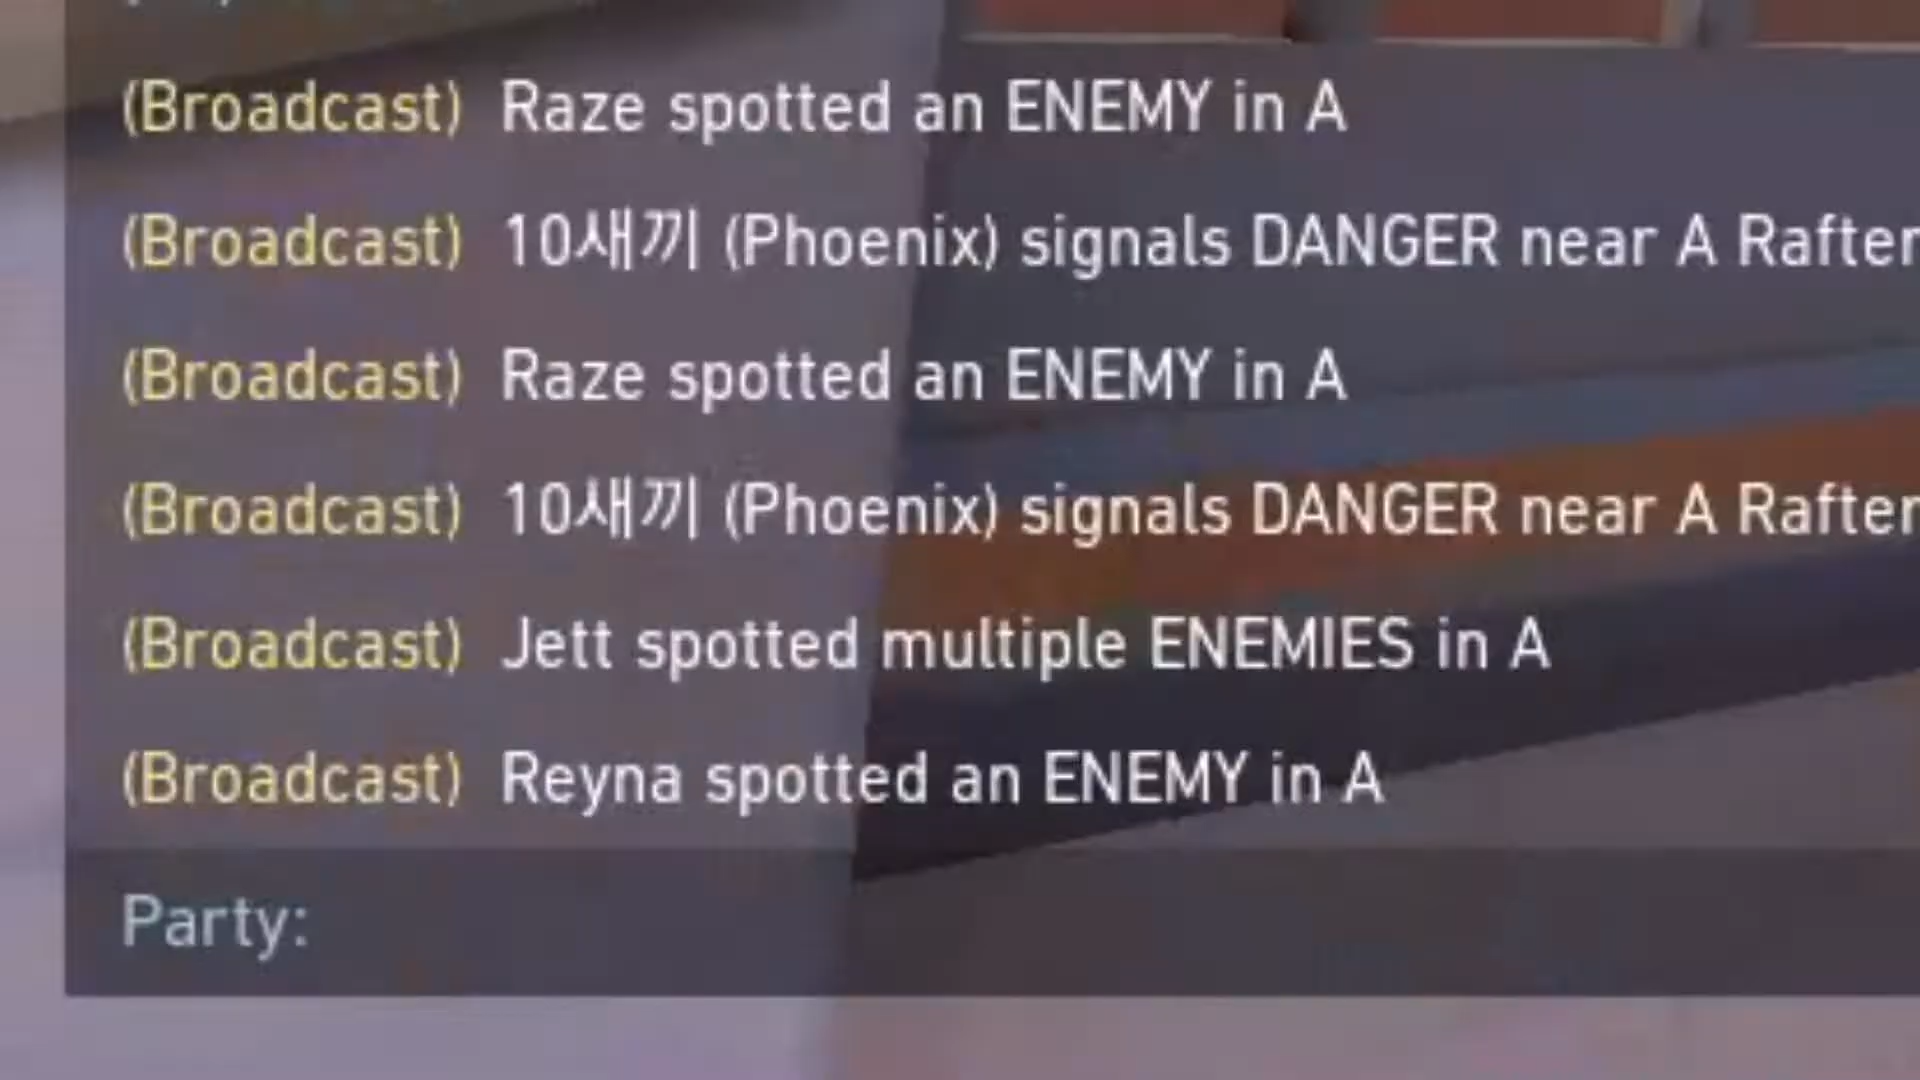 (Broadcast) Raze spotted an ENEMY in A
(Broadcast) 10새끼 (Phoenix) signals DANGER near A Rafter
(Broadcast) Raze spotted an ENEMY in A
(Broadcast) 10새끼 (Phoenix) signals DANGER near A Rafter
(Broadcast) Jett spotted multiple ENEMIES in A
(Broadcast) Reyna spotted an ENEMY in A
Party: